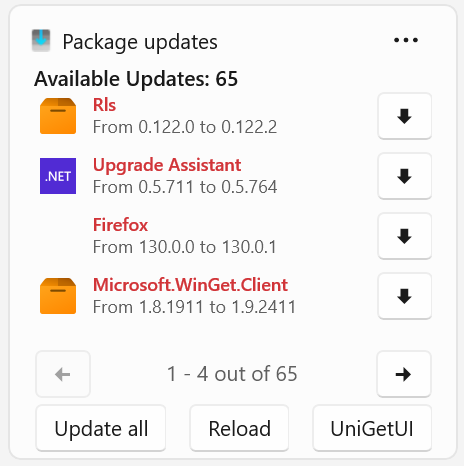 Package updates
Available Updates: 65
Rls
From 0.122.0 to 0.122.2
.NET
Upgrade Assistant
From 0.5.711 to 0.5.764
Firefox
From 130.0.0 to 130.0.1
Microsoft.WinGet.Client
From 1.8.1911 to 1.9.2411
1 - 4 out of 65
Update all
Reload
UniGetUI